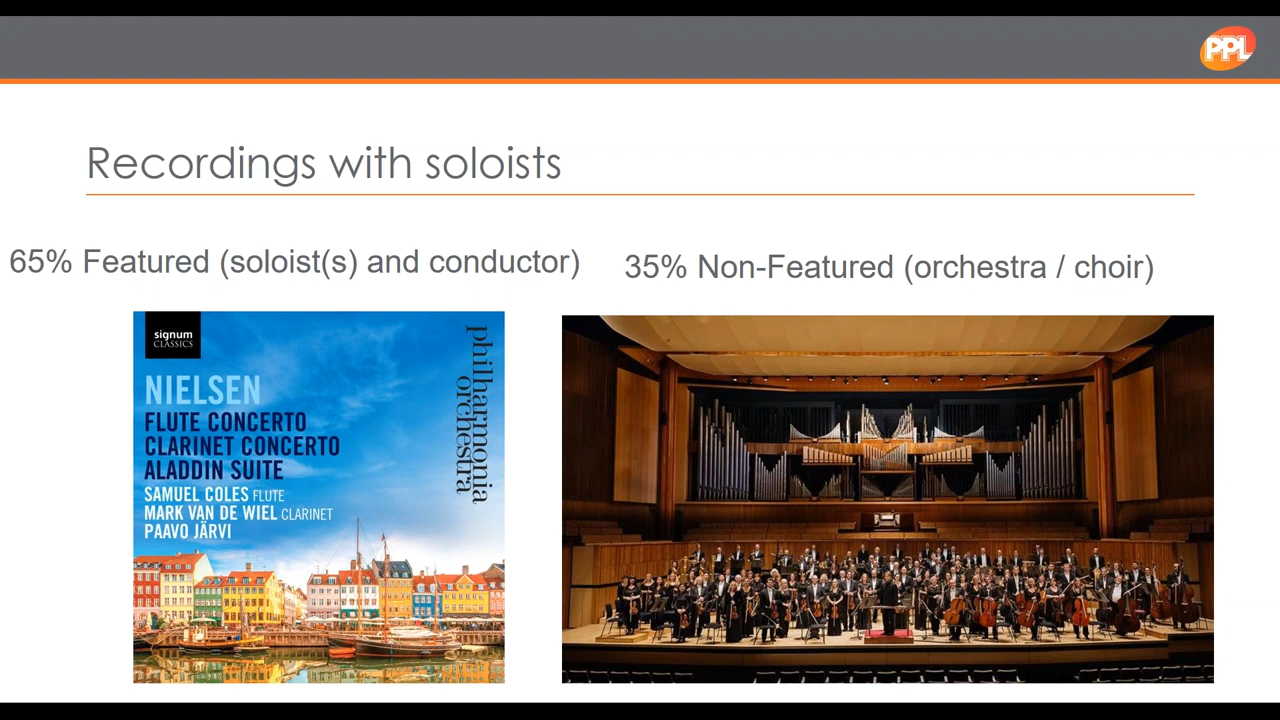 PPL
Recordings with soloists
65% Featured (soloist(s) and conductor)
35% Non-Featured (orchestra / choir)
signum
CLASSICS
NIELSEN
FLUTE CONCERTO
CLARINET CONCERTO
ALADDIN SUITE
SAMUEL COLES FLUTE
MARK VAN DE WIEL CLARINET
PAAVO JÄRVI
philharmonia
orchestra